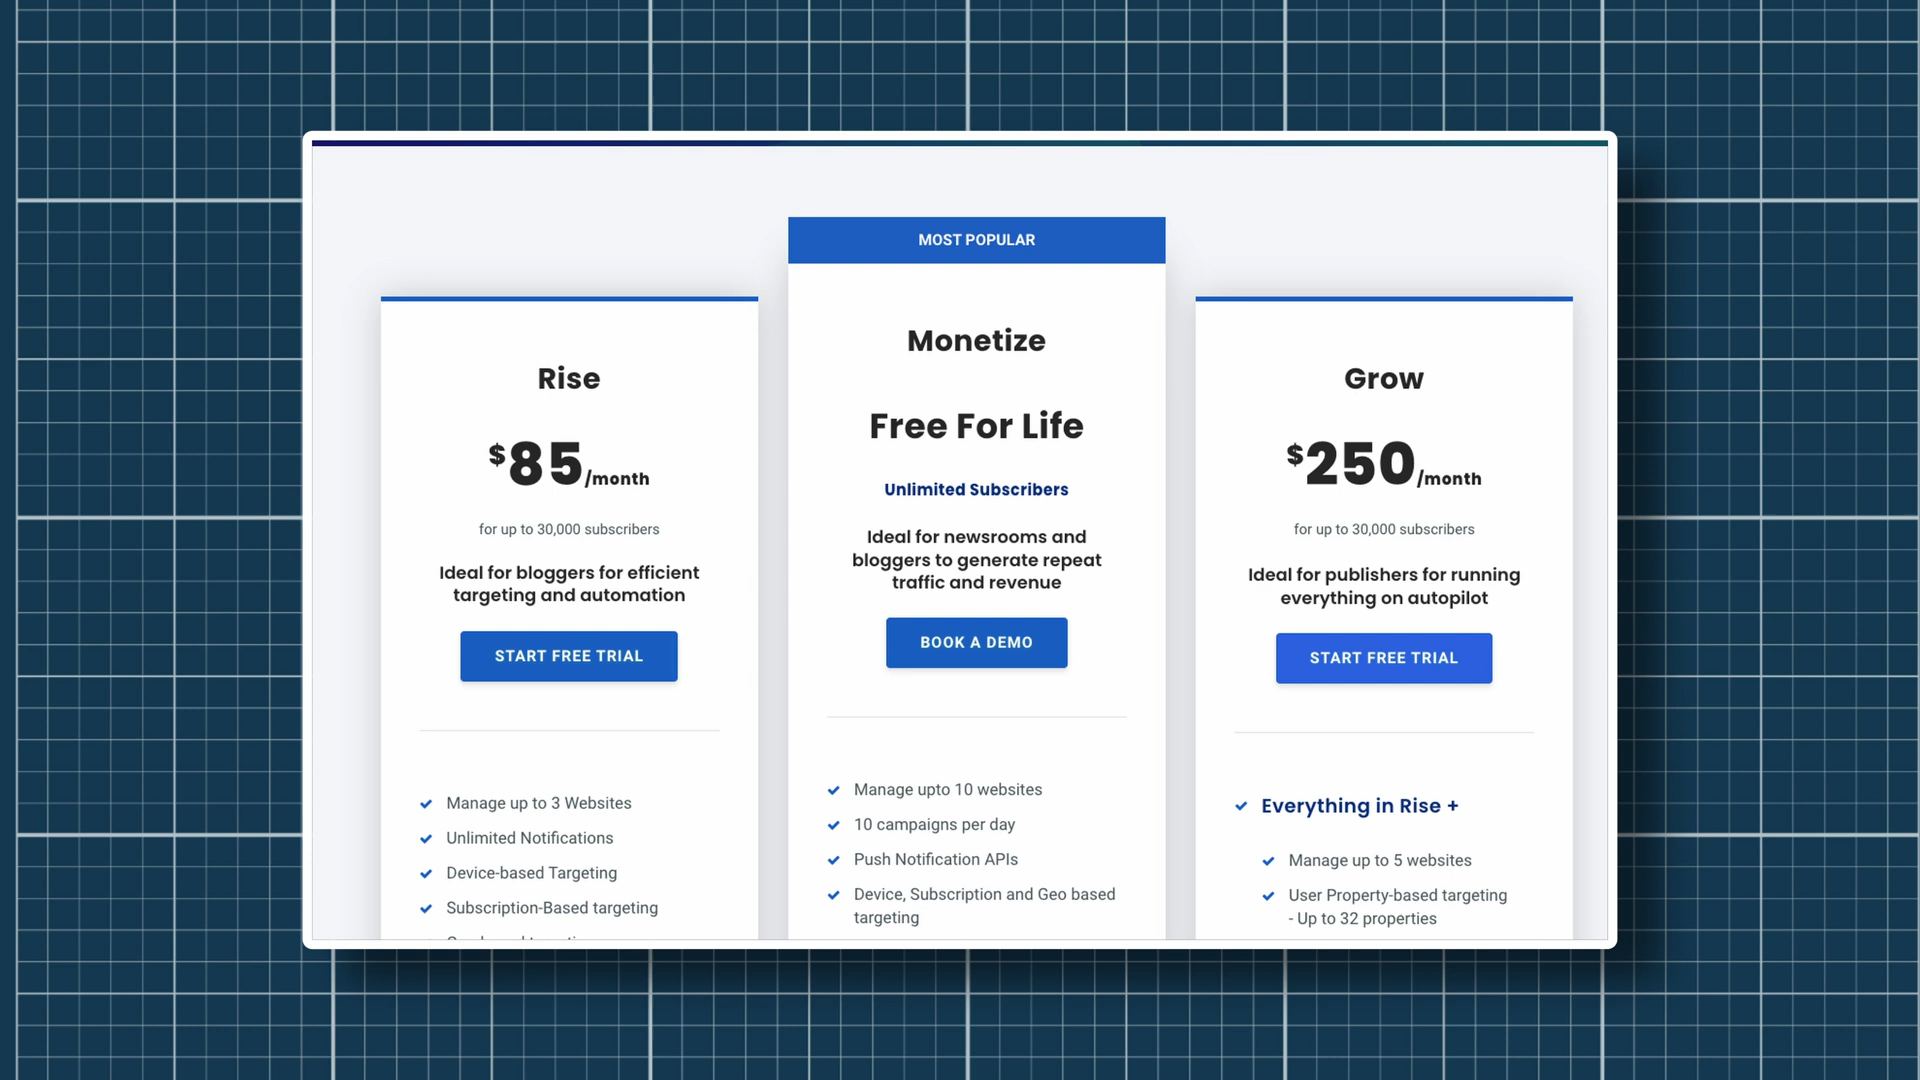 MOST POPULAR
Rise
$85/month
for up to 30,000 subscribers
Ideal for bloggers for efficient
targeting and automation
START FREE TRIAL
Manage up to 3 Websites
Unlimited Notifications
Device-based Targeting
Subscription-Based targeting
Monetize
Free For Life
Unlimited Subscribers
Ideal for newsrooms and
bloggers to generate repeat
traffic and revenue
BOOK A DEMO
Manage upto 10 websites
10 campaigns per day
Push Notification APIs
Device, Subscription and Geo based
targeting
Grow
$250/month
for up to 30,000 subscribers
Ideal for publishers for running
everything on autopilot
START FREE TRIAL
Everything in Rise +
Manage up to 5 websites
User Property-based targeting
- Up to 32 properties